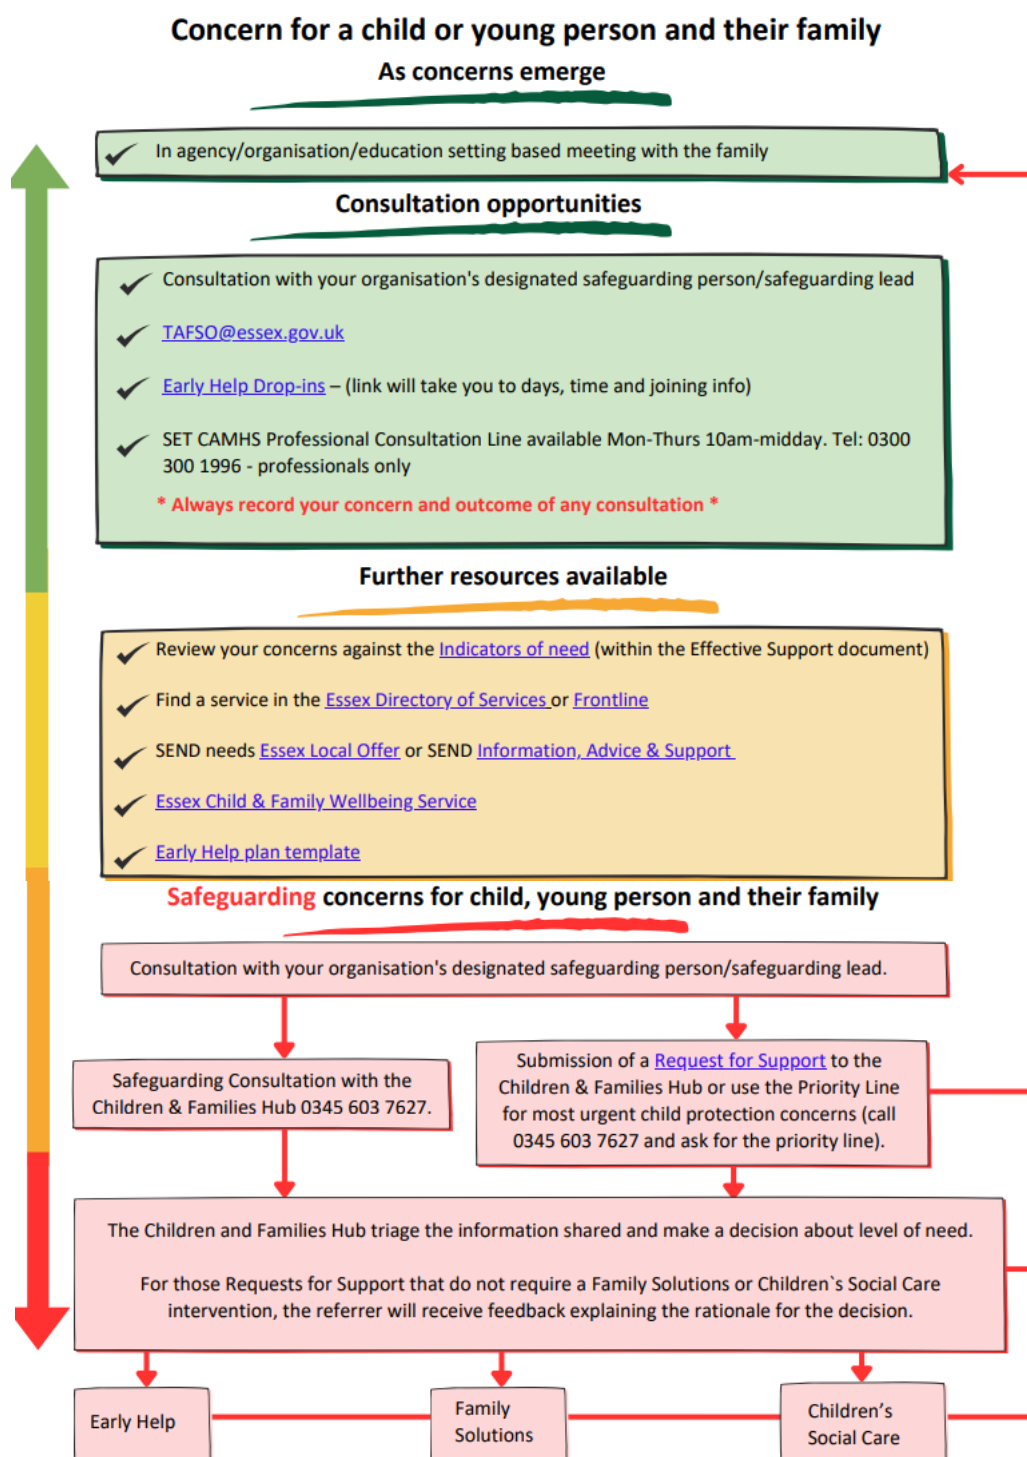 Concern for a child or young person and their family
As concerns emerge
In agency/organisation/education setting based meeting with the family
Consultation opportunities
Consultation with your organisation's designated safeguarding person/safeguarding lead
TAFSO@essex.gov.uk
Early Help Drop-ins – (link will take you to days, time and joining info)
SET CAMHS Professional Consultation Line available Mon-Thurs 10am-midday. Tel: 0300
300 1996 - professionals only
* Always record your concern and outcome of any consultation *
Further resources available
Review your concerns against the Indicators of need (within the Effective Support document)
Find a service in the Essex Directory of Services or Frontline
SEND needs Essex Local Offer or SEND Information, Advice & Support
Essex Child & Family Wellbeing Service
Early Help plan template
Safeguarding concerns for child, young person and their family
Consultation with your organisation's designated safeguarding person/safeguarding lead.
Safeguarding Consultation with the
Children & Families Hub 0345 603 7627.
Submission of a Request for Support to the
Children & Families Hub or use the Priority Line
for most urgent child protection concerns (call
0345 603 7627 and ask for the priority line).
The Children and Families Hub triage the information shared and make a decision about level of need.
For those Requests for Support that do not require a Family Solutions or Children`s Social Care
intervention, the referrer will receive feedback explaining the rationale for the decision.
Early Help
Family
Solutions
Children’s
Social Care